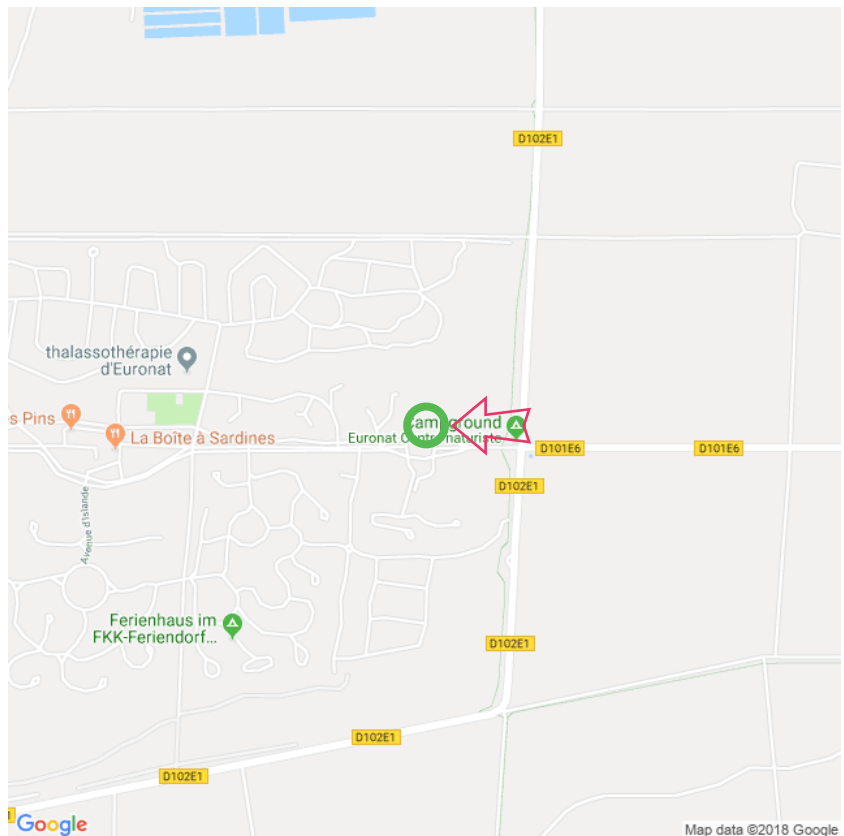 D102E1
thalassothérapie
d'Euronat
s Pins
La Boîte à Sardines
Euronat
D101E6
D101E6
D102E1
Avenue d'Islande
Ferienhaus im
FKK-Feriendorf...
D102E1
D102E1
D102E1
Google
Map data ©2018 Google